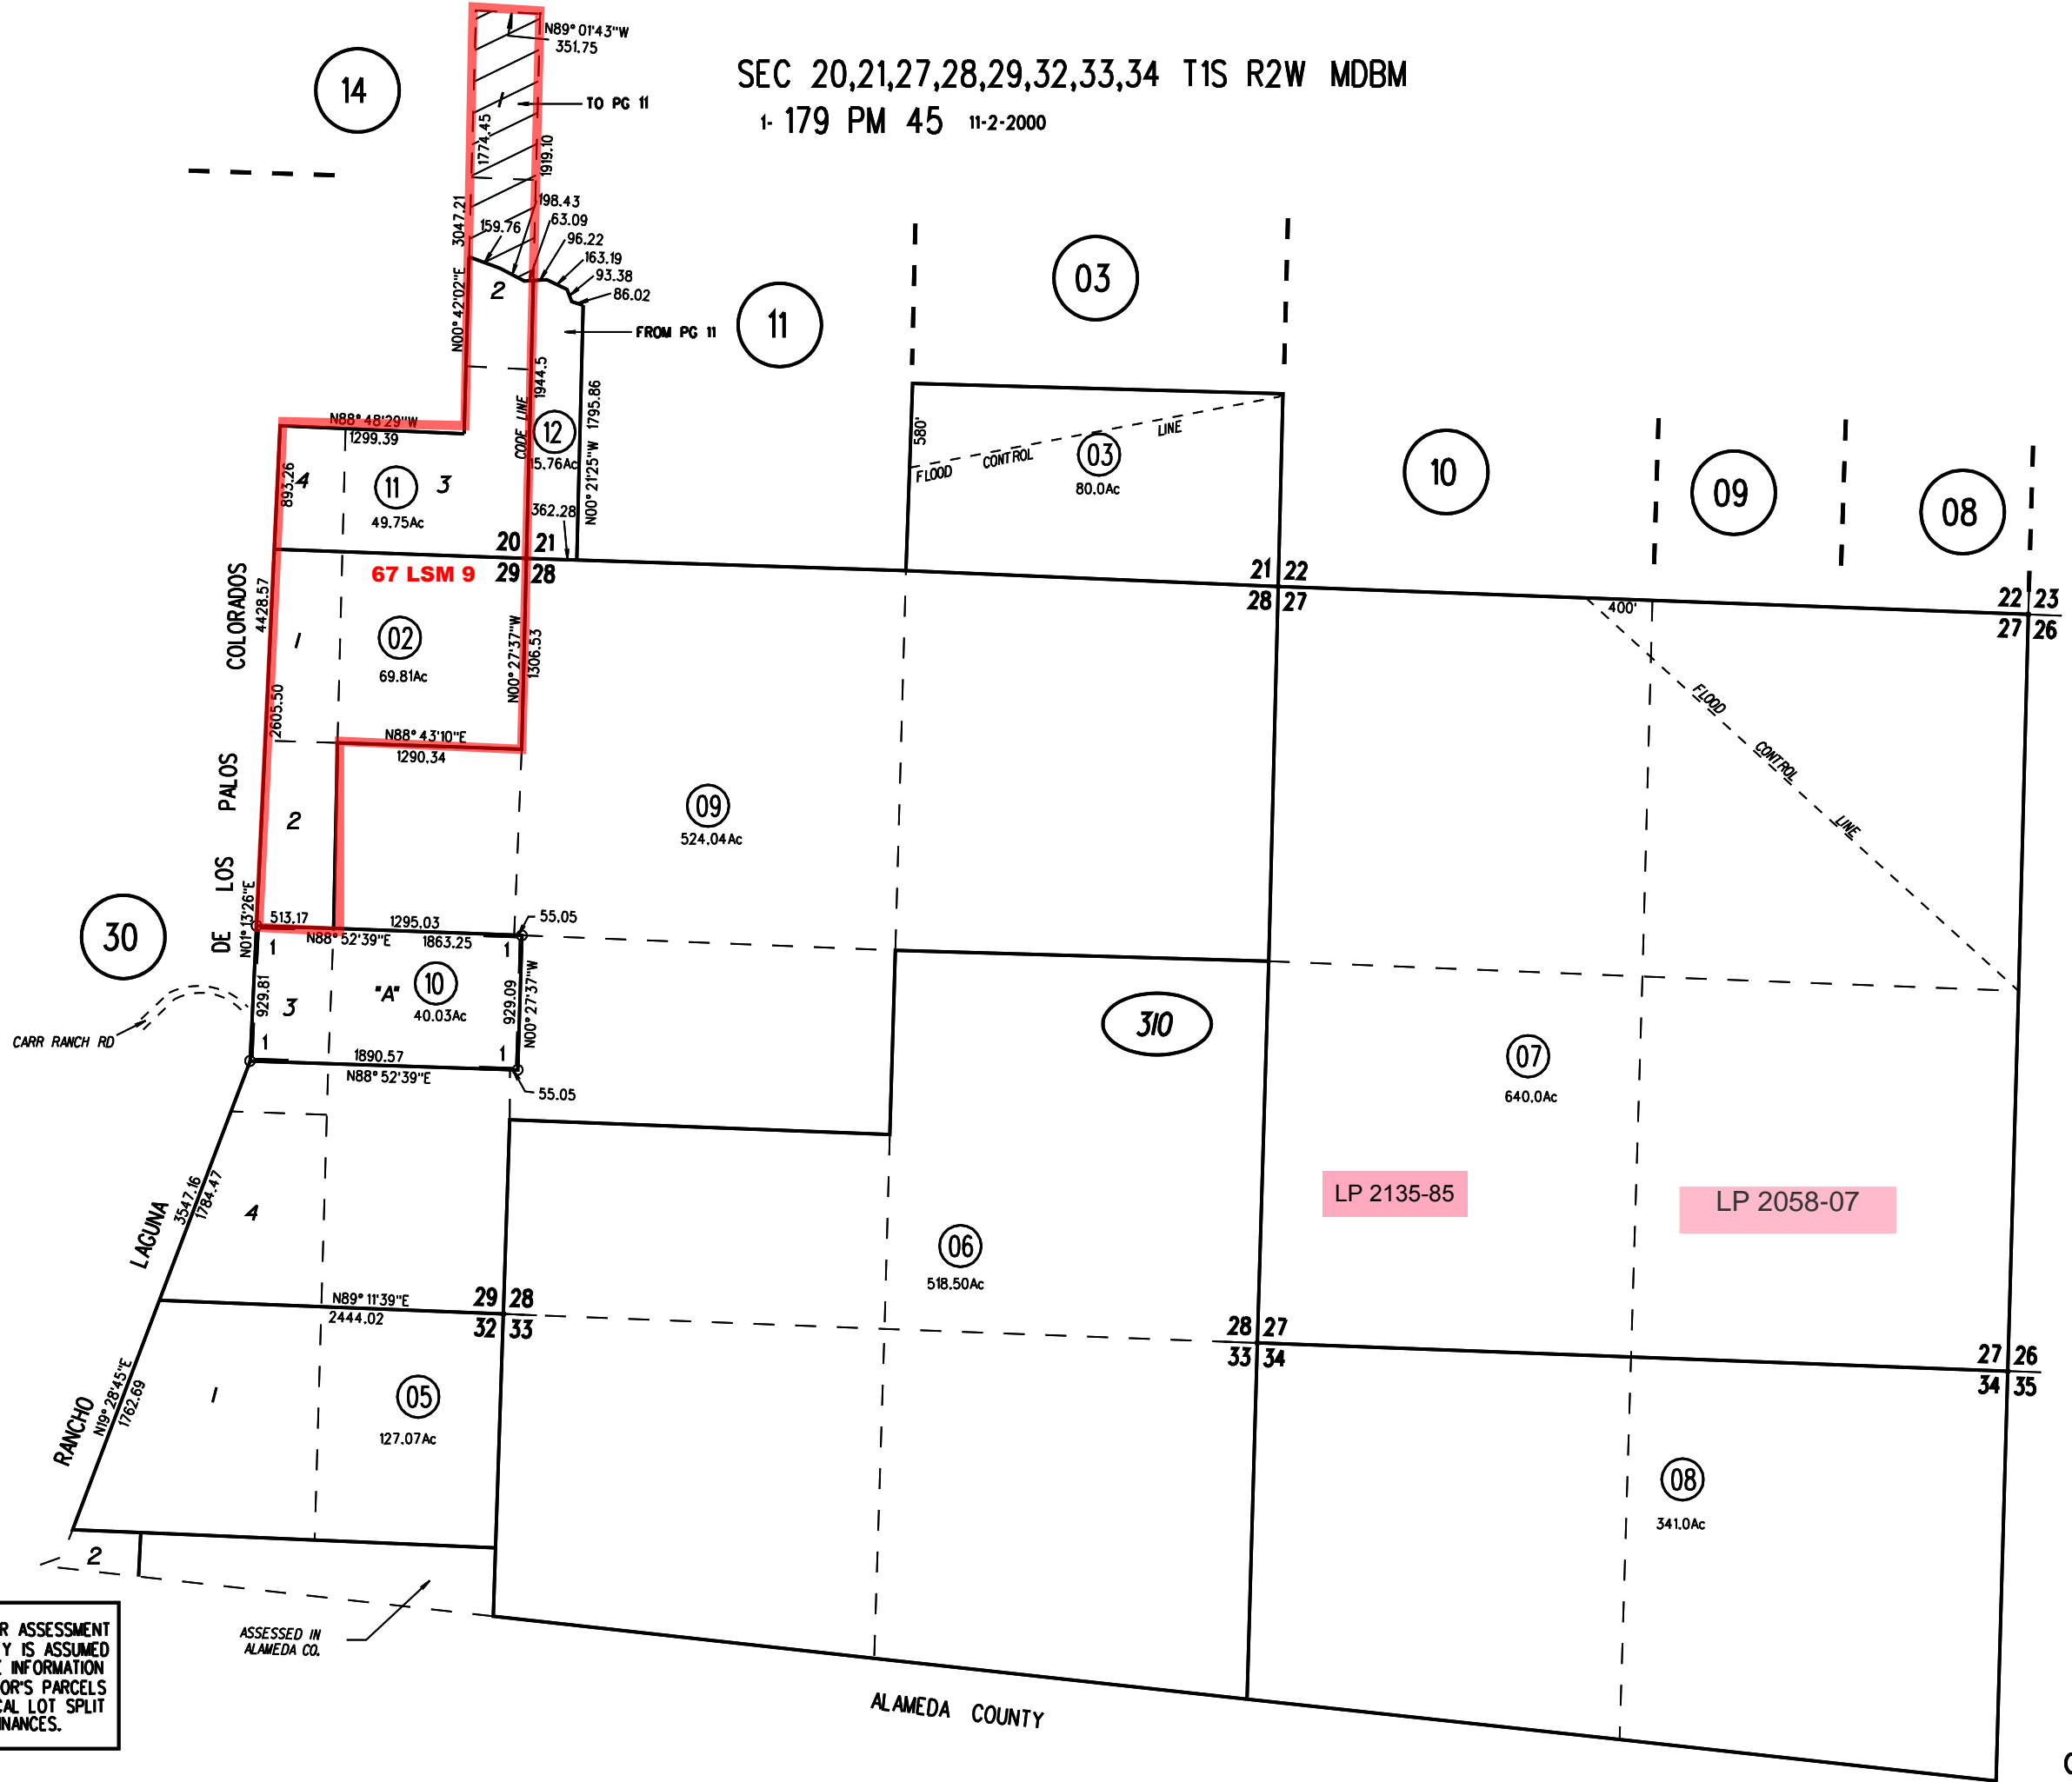 SEC 20,21,27,28,29,32,33,34 T1S R2W MDBM
1- 179 PM 45 11-2-2000
14
N89°01'43"W
351.75
1
TO PG 11
1774.45
1919.10
3047.21
N00°42'02"E
159.76
198.43
63.09
96.22
163.19
93.38
86.02
2
FROM PG 11
11
03
1944.5
CODE LINE
N00°21'25"W 1795.86
12
15.76Ac
362.28
N88°48'29"W
1299.39
893.26
4
11
3
49.75Ac
580'
FLOOD CONTROL LINE
03
80.0Ac
10
09
08
20 21
29 28
67 LSM 9
21 22
28 27
400'
22 23
27 26
COLORADOS
4428.57
1
02
69.81Ac
N00°27'37"W
1306.53
2605.50
N88°43'10"E
1290.34
FLOOD CONTROL LINE
PALOS
2
09
524.04Ac
LOS
DE
N01°13'26"E
30
513.17
1295.03
55.05
N88°52'39"E 1863.25
1
1
929.81
3
"A"
10
40.03Ac
929.09
N00°27'37"W
CARR RANCH RD
1
1
1890.57
N88°52'39"E
55.05
310
07
640.0Ac
LP 2135-85
LP 2058-07
LAGUNA
3547.16
1784.47
4
06
518.50Ac
N89°11'39"E
2444.02
29 28
32 33
28 27
33 34
27 26
34 35
RANCHO
N19°28'45"E
1762.69
1
05
127.07Ac
08
341.0Ac
2
ASSESSED IN
ALAMEDA CO.
ALAMEDA COUNTY
R ASSESSMENT
Y IS ASSUMED
E INFORMATION
OR'S PARCELS
CAL LOT SPLIT
INANCES.